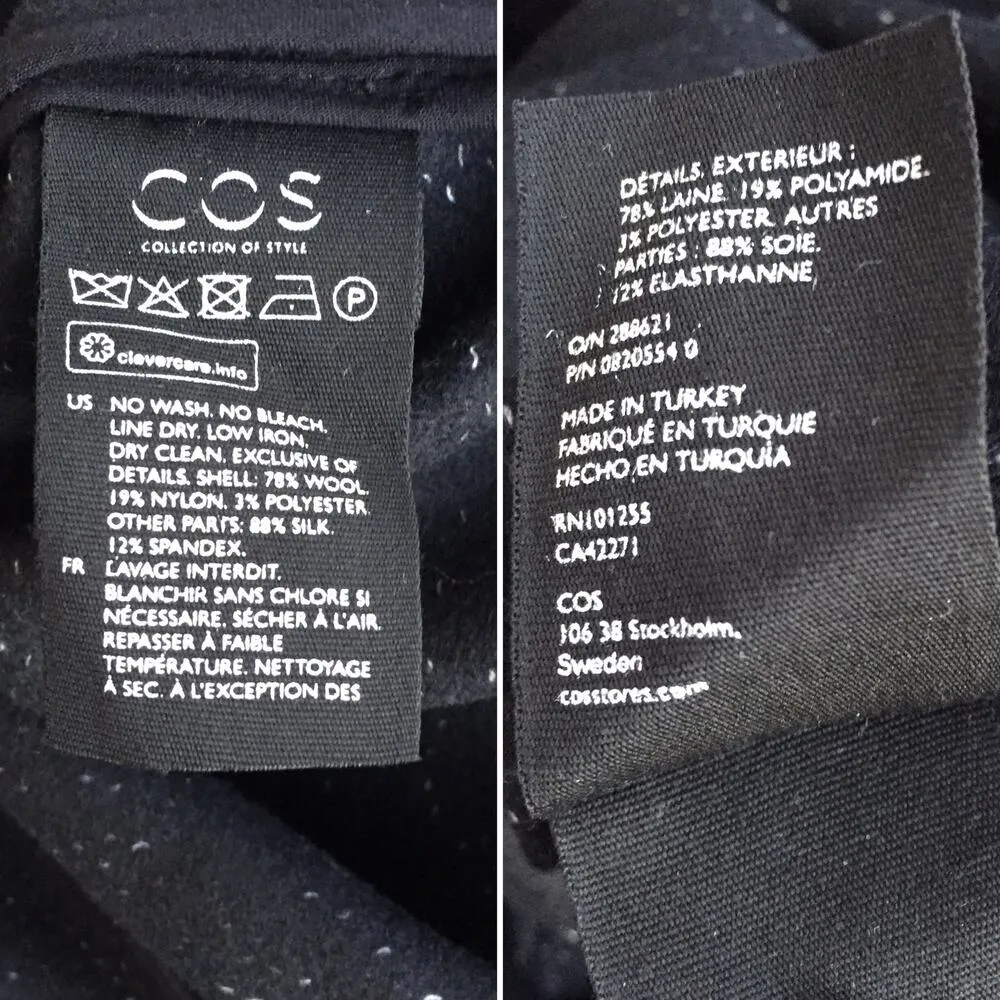 COS
COLLECTION OF STYLE
P
clevercare.info
US NO WASH. NO BLEACH.
LINE DRY. LOW IRON.
DRY CLEAN. EXCLUSIVE OF
DETAILS. SHELL: 78% WOOL.
19% NYLON. 3% POLYESTER.
OTHER PARTS: 88% SILK.
12% SPANDEX.
FR LAVAGE INTERDIT.
BLANCHIR SANS CHLORE SI
NÉCESSAIRE. SÉCHER À L'AIR.
REPASSER À FAIBLE
TEMPÉRATURE. NETTOYAGE
À SEC. À L'EXCEPTION DES
DÉTAILS. EXTERIEUR :
78% LAINE. 19% POLYAMIDE.
3% POLYESTER. AUTRES
PARTIES : 88% SOIE.
12% ELASTHANNE.
O/N 288621
P/N 0820554 0
MADE IN TURKEY
FABRIQUÉ EN TURQUIE
HECHO EN TURQUÍA
RN101255
CA42271
COS
106 38 Stockholm,
Sweden
cosstores.com